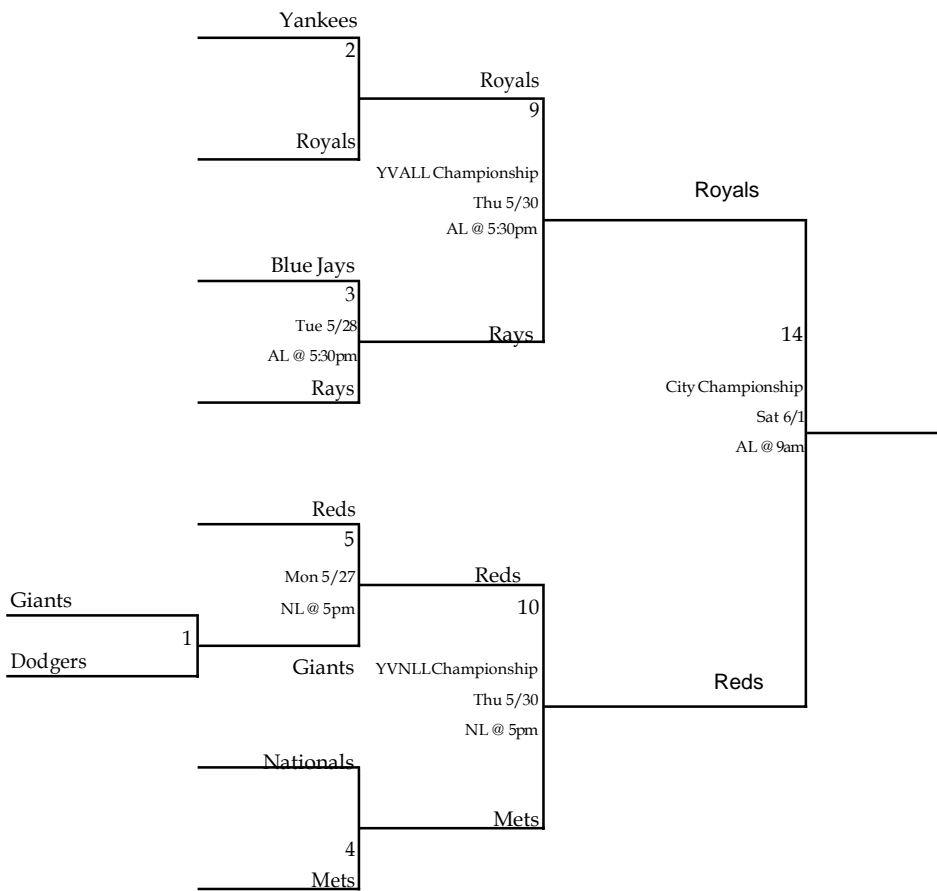 Yankees
2
Royals
9
Royals
YVALL Championship
Thu 5/30
AL @ 5:30pm
Royals
Blue Jays
3
Tue 5/28
AL @ 5:30pm
Rays
Rays
14
City Championship
Sat 6/1
AL @ 9am
Reds
5
Mon 5/27
NL @ 5pm
Reds
10
Giants
1
Dodgers
Giants
YVNLL Championship
Thu 5/30
NL @ 5pm
Reds
Nationals
4
Mets
Mets